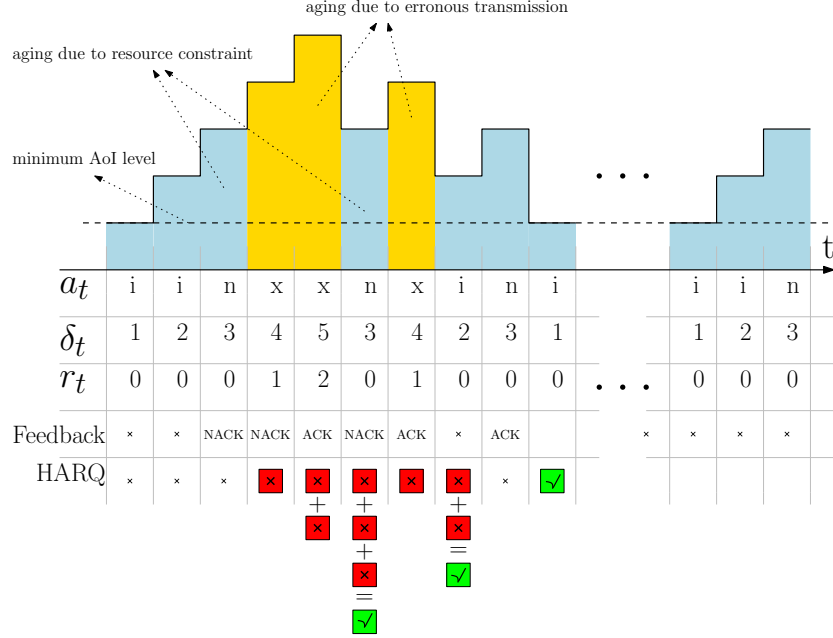 aging due to erronous transmission
aging due to resource constraint
minimum AoI level
t
a_t i i n x x n x i n i i i n
δ_t 1 2 3 4 5 3 4 2 3 1 1 2 3
r_t 0 0 0 1 2 0 1 0 0 0 0 0 0
Feedback × × NACK NACK ACK NACK ACK × ACK × × × ×
HARQ × × × × × × × × × ✓
+ + +
× × ×
+ =
× ✓
=
✓